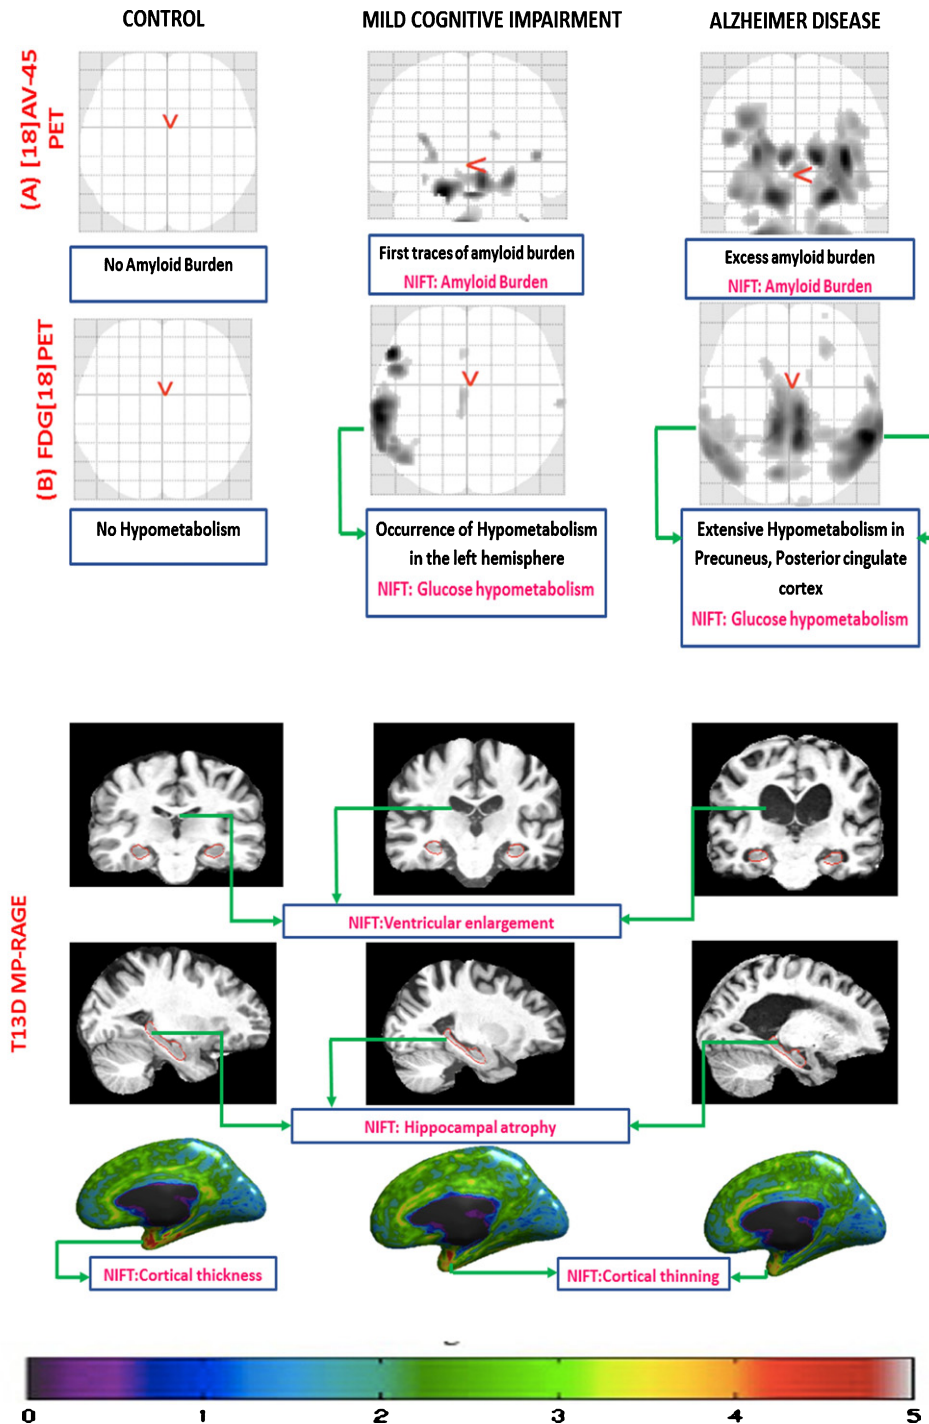 CONTROL
MILD COGNITIVE IMPAIRMENT
ALZHEIMER DISEASE
(A) [18]AV-45
PET
No Amyloid Burden
First traces of amyloid burden
NIFT: Amyloid Burden
Excess amyloid burden
NIFT: Amyloid Burden
(B) FDG[18]PET
No Hypometabolism
Occurrence of Hypometabolism
in the left hemisphere
NIFT: Glucose hypometabolism
Extensive Hypometabolism in
Precuneus, Posterior cingulate
cortex
NIFT: Glucose hypometabolism
T13D MP-RAGE
NIFT:Ventricular enlargement
NIFT: Hippocampal atrophy
NIFT:Cortical thickness
NIFT:Cortical thinning
0 1 2 3 4 5